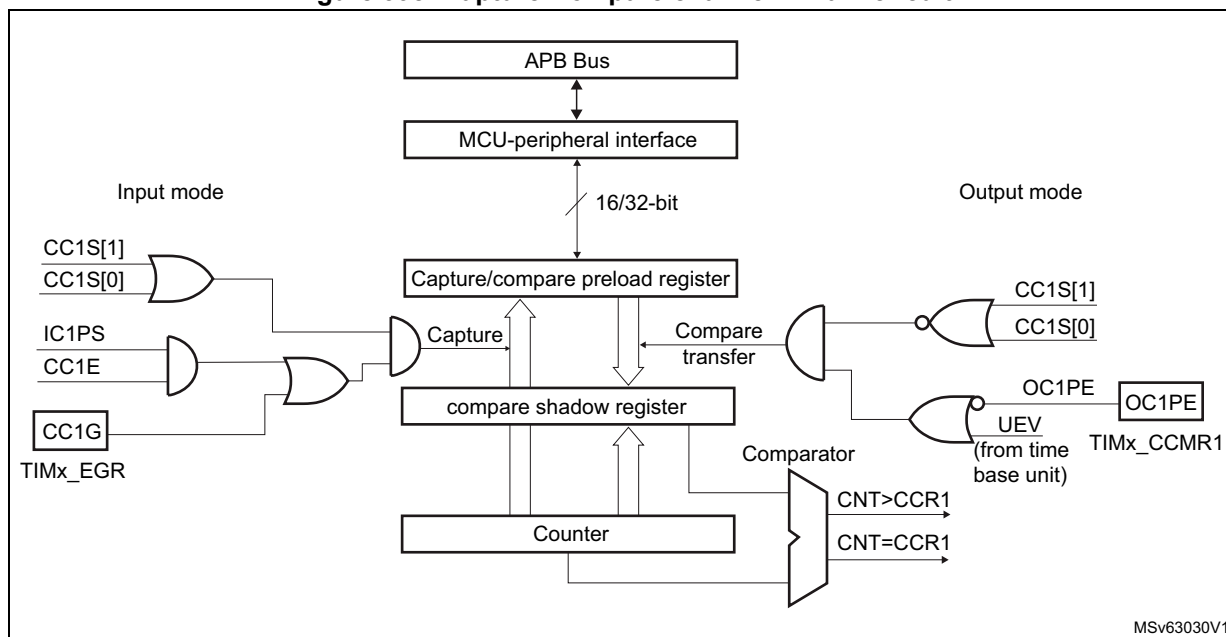 APB Bus
MCU-peripheral interface
16/32-bit
Input mode
Output mode
CC1S[1]
CC1S[0]
IC1PS
CC1E
CC1G
TIMx_EGR
Capture/compare preload register
Capture
Compare
transfer
compare shadow register
Counter
Comparator
CNT>CCR1
CNT=CCR1
CC1S[1]
CC1S[0]
OC1PE
OC1PE
UEV
(from time
base unit)
TIMx_CCMR1
MSv63030V1